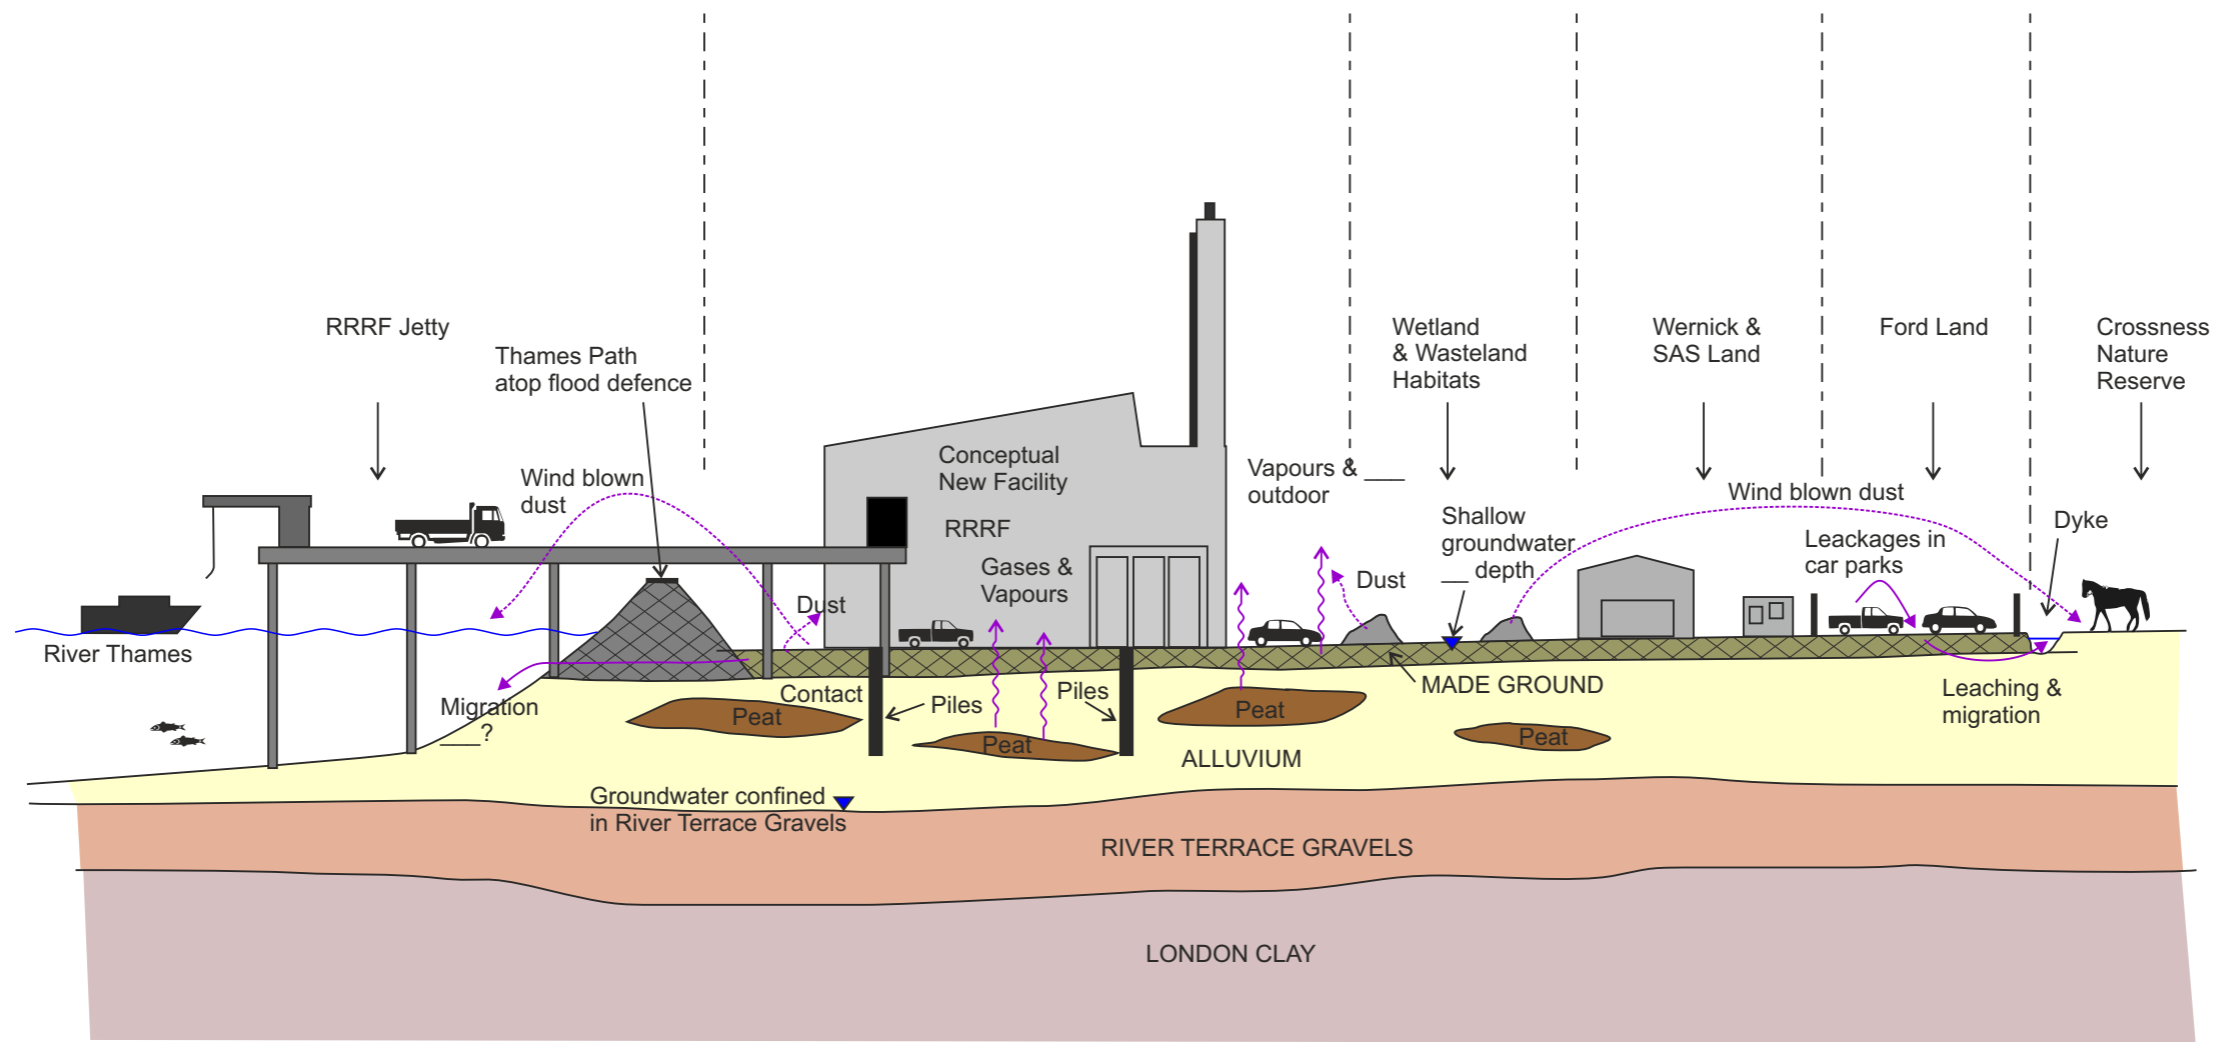 RRRF Jetty
Thames Path
atop flood defence
Wind blown
dust
River Thames
Migration
___?
Dust
Contact
Conceptual
New Facility
RRRF
Gases &
Vapours
Piles
Piles
Vapours & ___
outdoor
Dust
Wetland
& Wasteland
Habitats
Shallow
groundwater
__ depth
Wernick &
SAS Land
Wind blown dust
Ford Land
Leackages in
car parks
Crossness
Nature
Reserve
Dyke
MADE GROUND
Leaching &
migration
Peat
Peat
Peat
Peat
ALLUVIUM
Groundwater confined
in River Terrace Gravels
RIVER TERRACE GRAVELS
LONDON CLAY